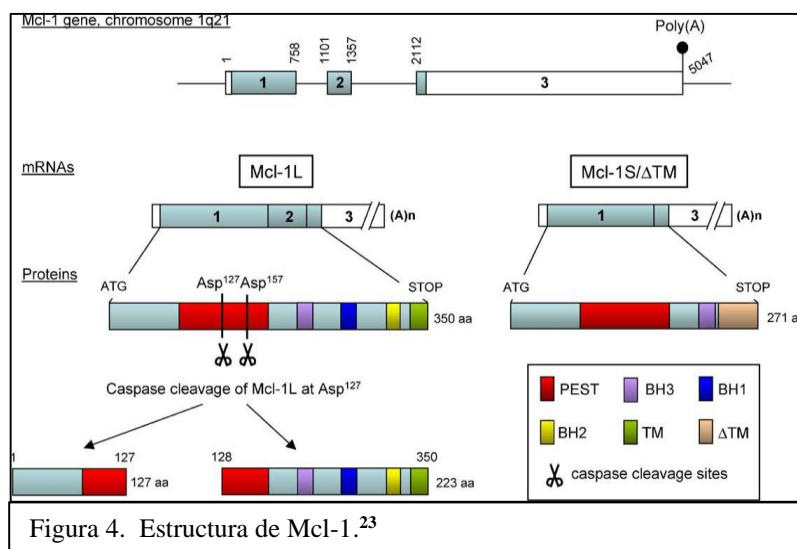 Mcl-1 gene, chromosome 1q21
Poly(A)
1
758
1101
1357
2112
5047
1
2
3
mRNAs
Mcl-1L
Mcl-1S/ΔTM
1
2
3
(A)n
1
3
(A)n
Proteins
ATG
Asp127 Asp157
STOP
ATG
STOP
350 aa
271 a
Caspase cleavage of Mcl-1L at Asp127
1
127
128
350
127 aa
223 aa
PEST
BH3
BH1
BH2
TM
ΔTM
caspase cleavage sites
Figura 4. Estructura de Mcl-1.23